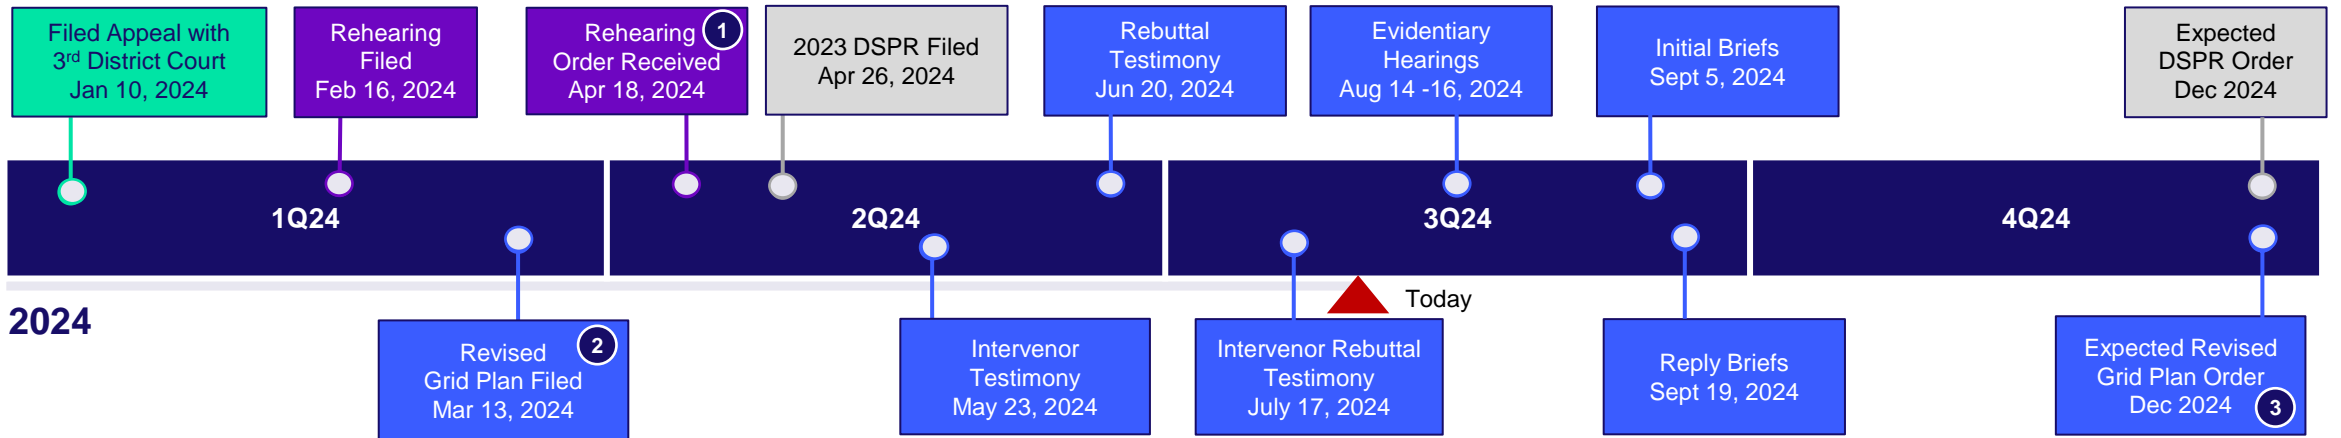 Filed Appeal with
3rd District Court
Jan 10, 2024
Rehearing
Filed
Feb 16, 2024
Rehearing
Order Received
Apr 18, 2024
1
2023 DSPR Filed
Apr 26, 2024
Rebuttal
Testimony
Jun 20, 2024
Evidentiary
Hearings
Aug 14 -16, 2024
Initial Briefs
Sept 5, 2024
Expected
DSPR Order
Dec 2024
1Q24
2Q24
3Q24
4Q24
2024
Today
Revised
Grid Plan Filed
Mar 13, 2024
2
Intervenor
Testimony
May 23, 2024
Intervenor Rebuttal
Testimony
July 17, 2024
Reply Briefs
Sept 19, 2024
Expected Revised
Grid Plan Order
Dec 2024
3